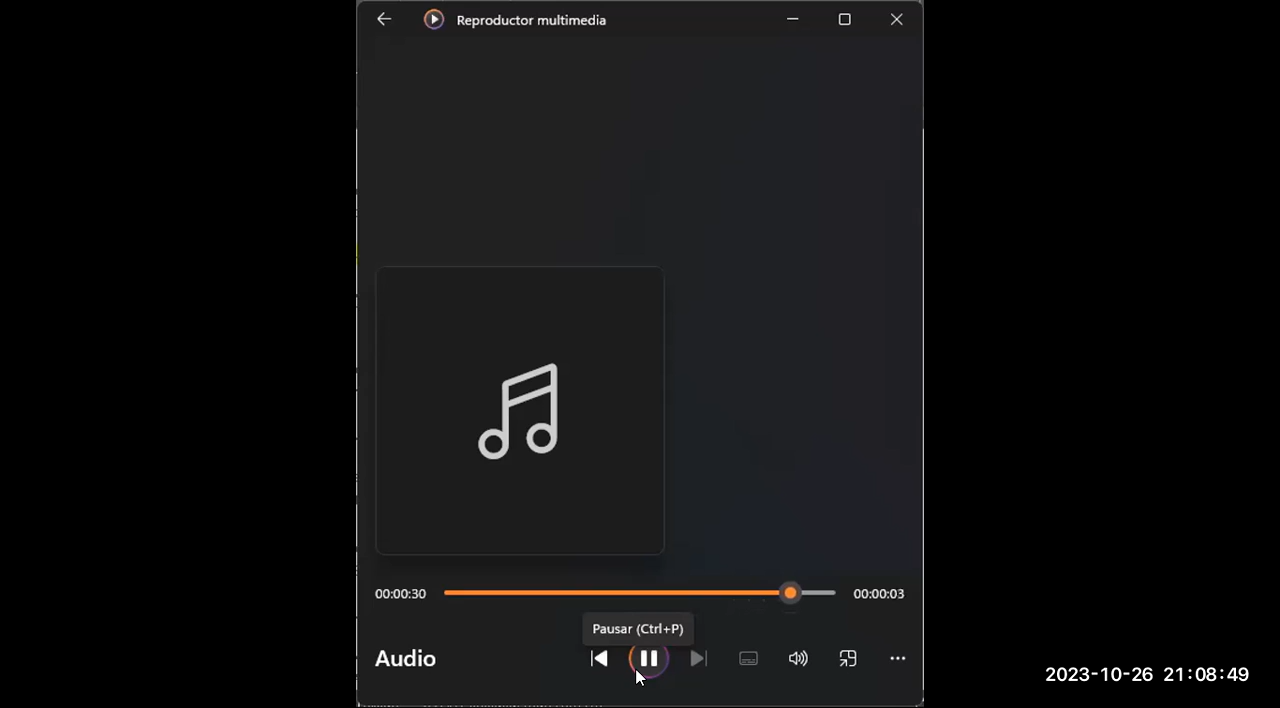 Reproductor multimedia
00:00:30
00:00:03
Pausar (Ctrl+P)
Audio
2023-10-26 21:08:49